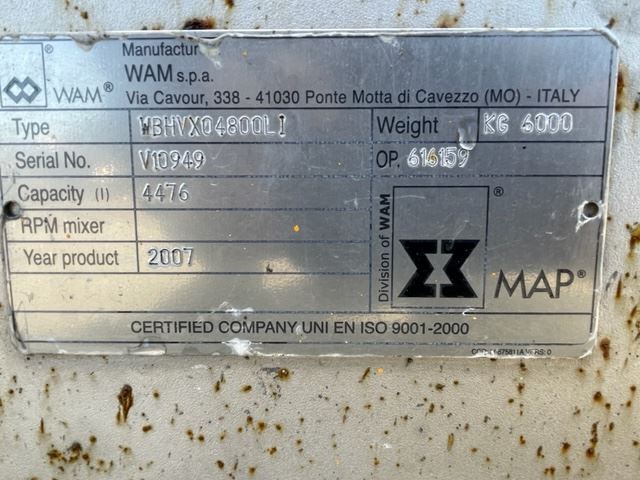 Manufactur
WAM®
WAM s.p.a.
Via Cavour, 338 - 41030 Ponte Motta di Cavezzo (MO) - ITALY
Type WBHVX04800LI Weight KG 6000
Serial No. V10949 OP. 616159
Capacity (l) 4476
RPM mixer
Year product 2007
Division of WAM
MAP®
CERTIFIED COMPANY UNI EN ISO 9001-2000